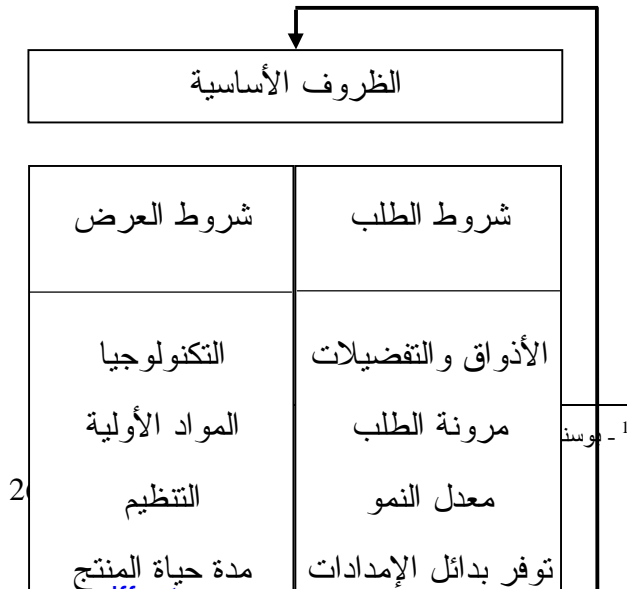 الظروف الأساسية
شروط الطلب
شروط العرض
الأذواق والتفضيلات
التكنولوجيا
مرونة الطلب
المواد الأولية
معدل النمو
التنظيم
توفر بدائل الإمدادات
مدة حياة المنتج
1 -